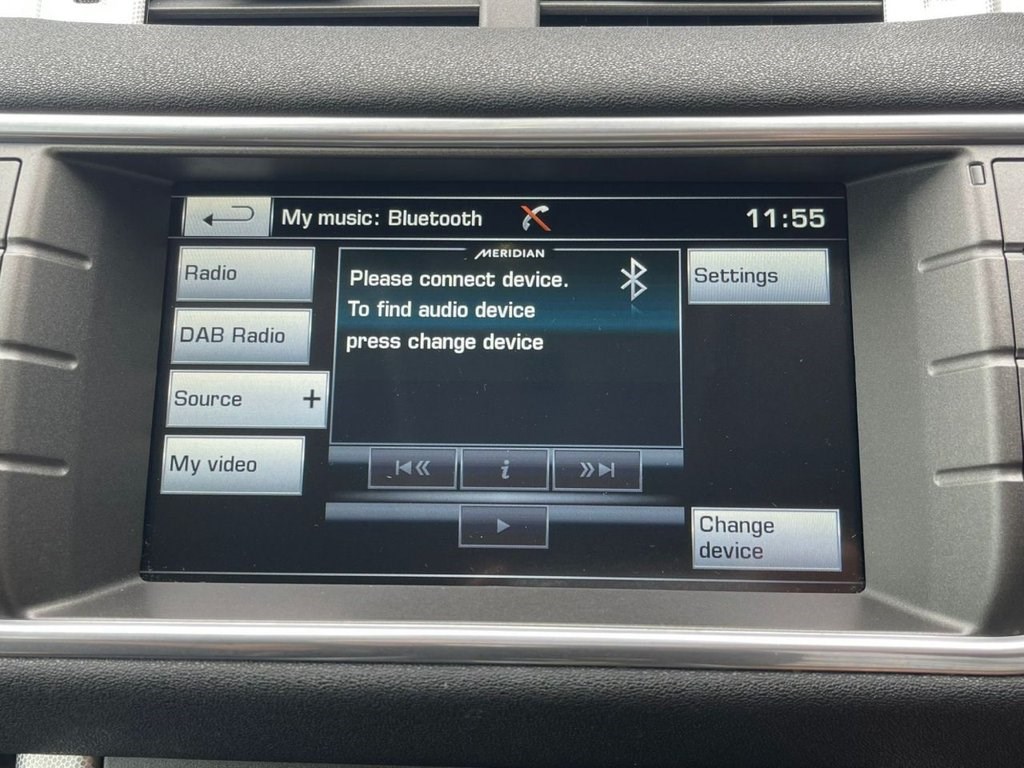 My music: Bluetooth
11:55
Radio
DAB Radio
Source +
My video
MERIDIAN
Please connect device.
To find audio device
press change device
i
Settings
Change
device